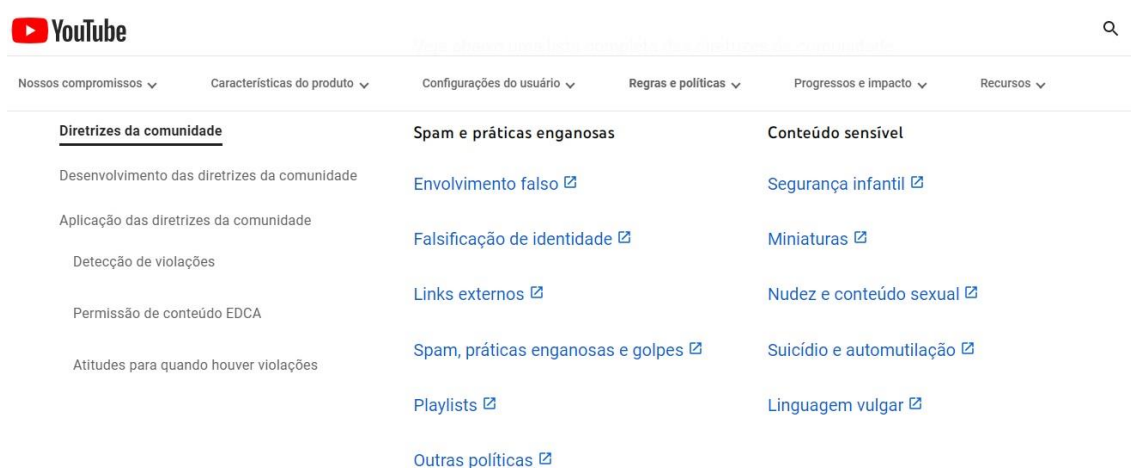 YouTube
Nossos compromissos
Características do produto
Configurações do usuário
Regras e políticas
Progressos e impacto
Recursos
Diretrizes da comunidade
Desenvolvimento das diretrizes da comunidade
Aplicação das diretrizes da comunidade
Detecção de violações
Permissão de conteúdo EDCA
Atitudes para quando houver violações
Spam e práticas enganosas
Envolvimento falso
Falsificação de identidade
Links externos
Spam, práticas enganosas e golpes
Playlists
Outras políticas
Conteúdo sensível
Segurança infantil
Miniaturas
Nudez e conteúdo sexual
Suicídio e automutilação
Linguagem vulgar